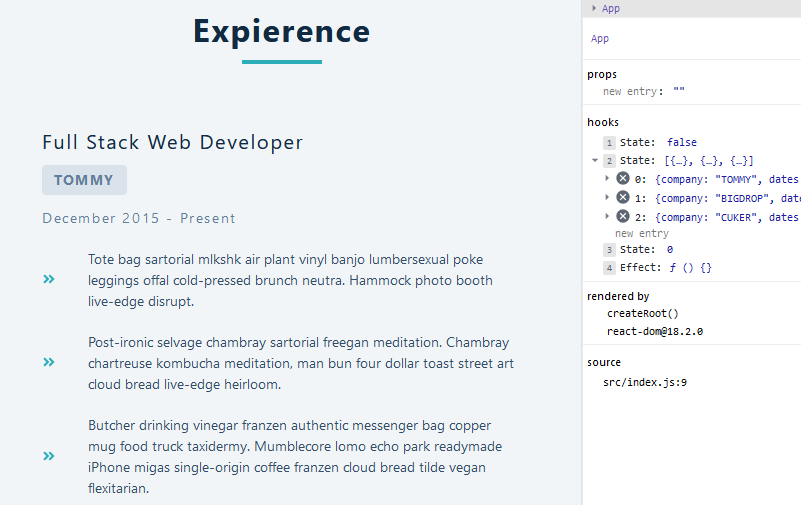 Expierence
Full Stack Web Developer
TOMMY
December 2015 - Present
Tote bag sartorial mlkshk air plant vinyl banjo lumbersexual poke
leggings offal cold-pressed brunch neutra. Hammock photo booth
live-edge disrupt.
Post-ironic selvage chambray sartorial freegan meditation. Chambray
chartreuse kombucha meditation, man bun four dollar toast street art
cloud bread live-edge heirloom.
Butcher drinking vinegar franzen authentic messenger bag copper
mug food truck taxidermy. Mumblecore lomo echo park readymade
iPhone migas single-origin coffee franzen cloud bread tilde vegan
flexitarian.
App
App
props
new entry: ""
hooks
1 State: false
2 State: [{…}, {…}, {…}]
0: {company: "TOMMY", dates
1: {company: "BIGDROP", dates
2: {company: "CUKER", dates
new entry
3 State: 0
4 Effect: ƒ () {}
rendered by
createRoot()
react-dom@18.2.0
source
src/index.js:9